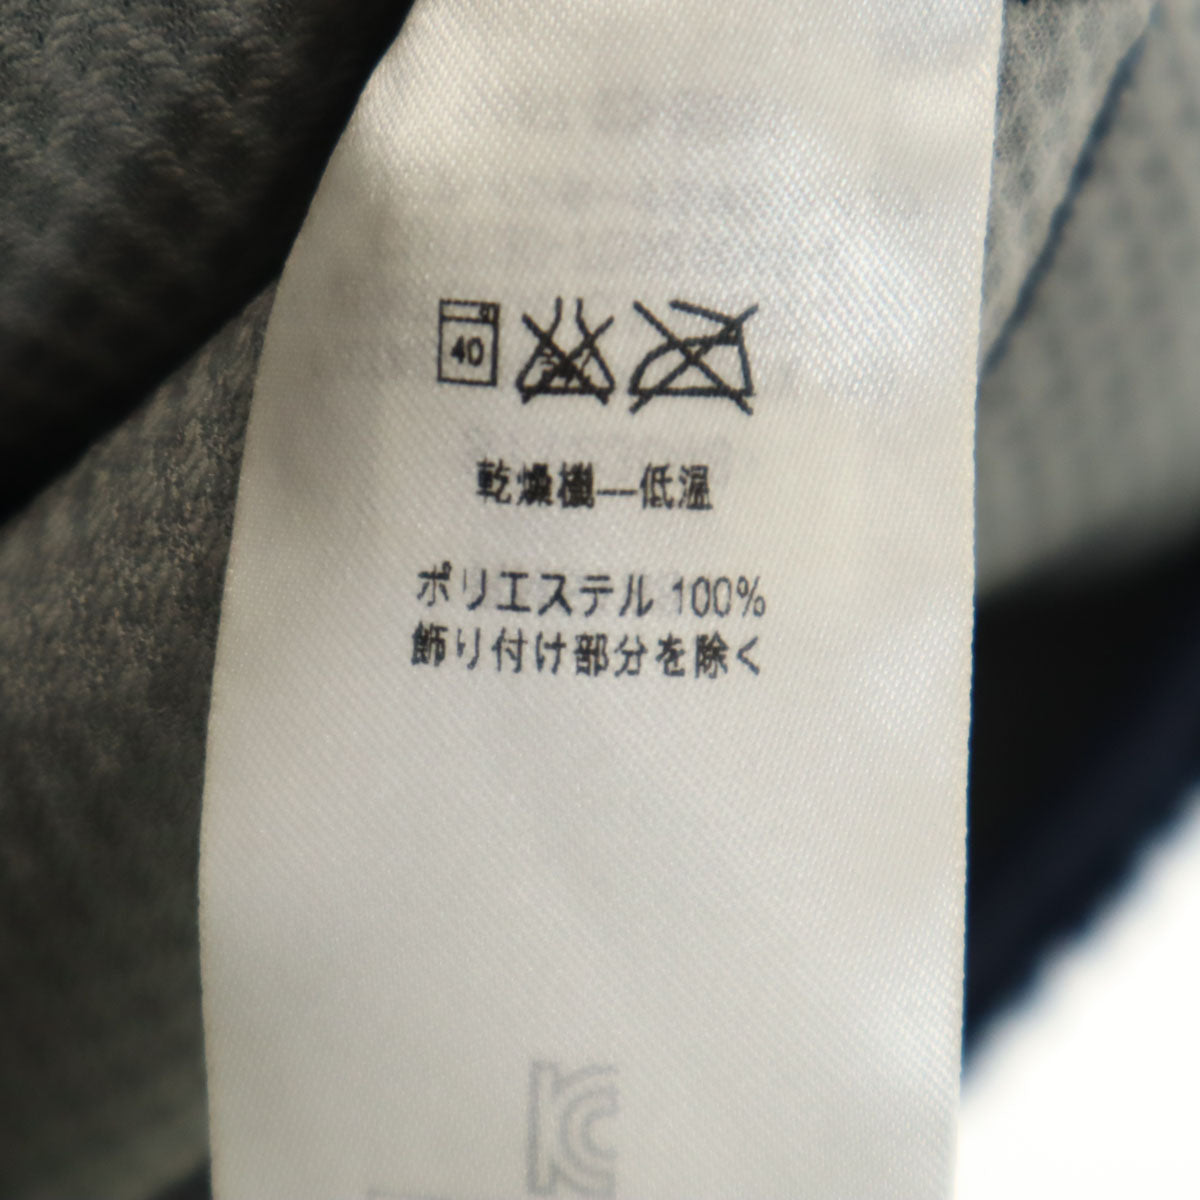 40
乾燥機—低温
ポリエステル 100%
飾り付け部分を除く
KC